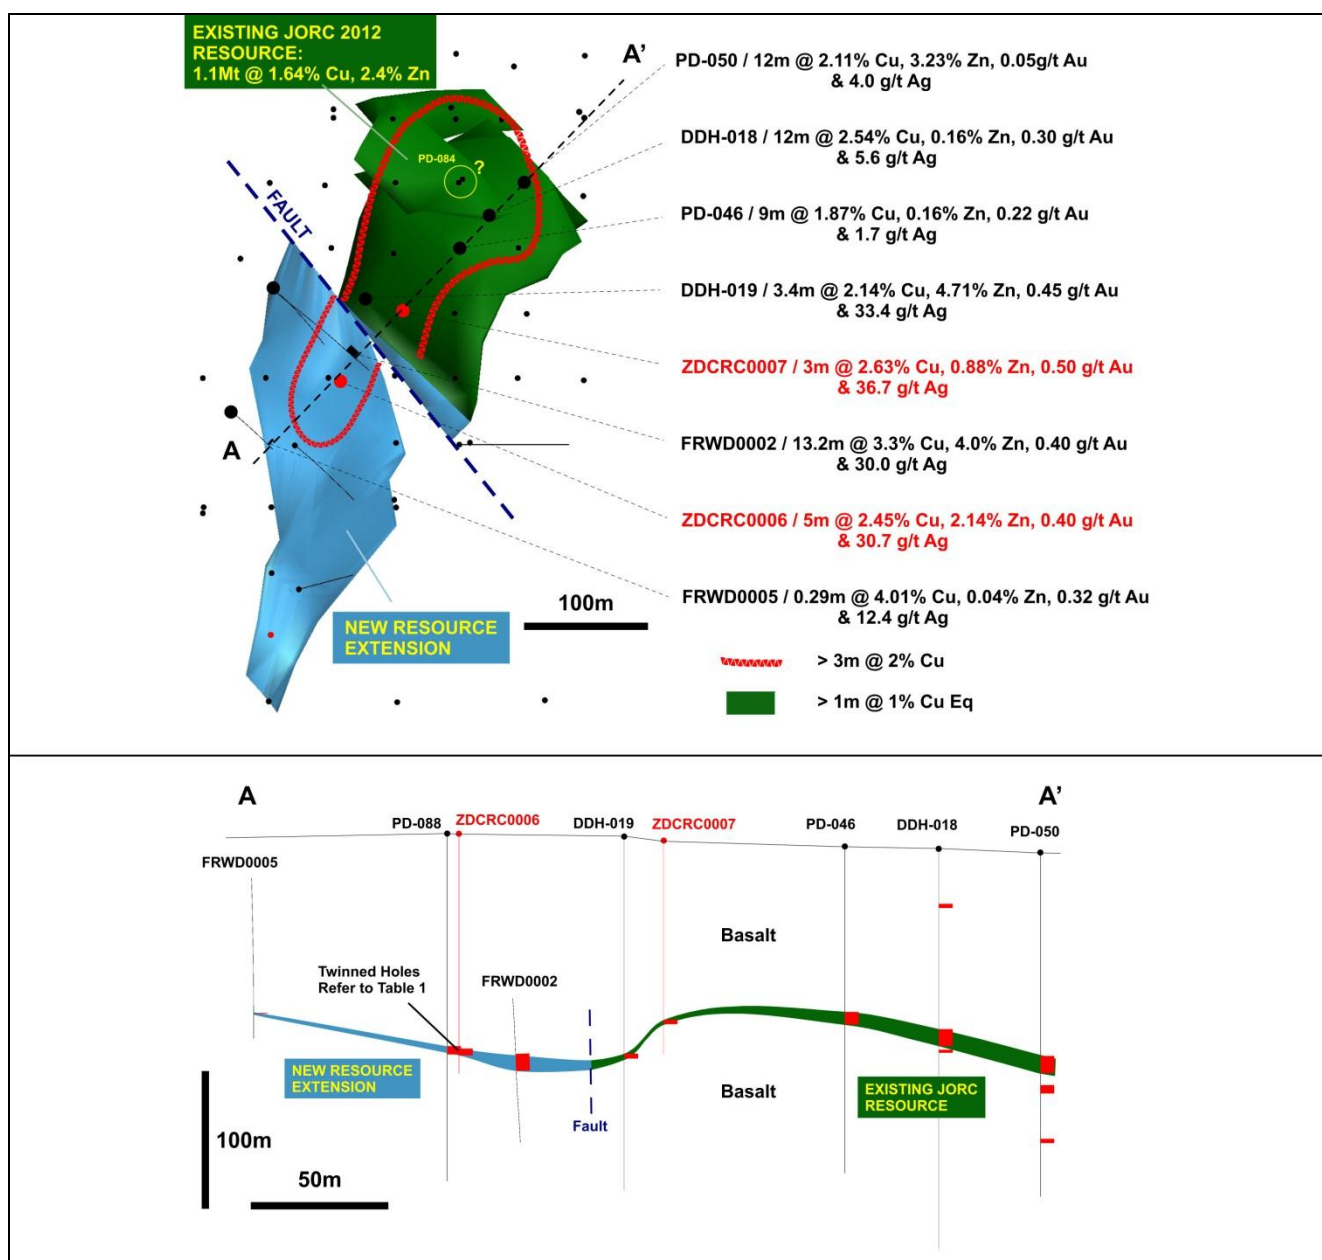 EXISTING JORC 2012
RESOURCE:
1.1Mt @ 1.64% Cu, 2.4% Zn
A'
PD-084
?
FAULT
A
NEW RESOURCE
EXTENSION
100m
PD-050 / 12m @ 2.11% Cu, 3.23% Zn, 0.05g/t Au
& 4.0 g/t Ag
DDH-018 / 12m @ 2.54% Cu, 0.16% Zn, 0.30 g/t Au
& 5.6 g/t Ag
PD-046 / 9m @ 1.87% Cu, 0.16% Zn, 0.22 g/t Au
& 1.7 g/t Ag
DDH-019 / 3.4m @ 2.14% Cu, 4.71% Zn, 0.45 g/t Au
& 33.4 g/t Ag
ZDCRC0007 / 3m @ 2.63% Cu, 0.88% Zn, 0.50 g/t Au
& 36.7 g/t Ag
FRWD0002 / 13.2m @ 3.3% Cu, 4.0% Zn, 0.40 g/t Au
& 30.0 g/t Ag
ZDCRC0006 / 5m @ 2.45% Cu, 2.14% Zn, 0.40 g/t Au
& 30.7 g/t Ag
FRWD0005 / 0.29m @ 4.01% Cu, 0.04% Zn, 0.32 g/t Au
& 12.4 g/t Ag
> 3m @ 2% Cu
> 1m @ 1% Cu Eq
A
A'
PD-088
ZDCRC0006
DDH-019
ZDCRC0007
PD-046
DDH-018
PD-050
FRWD0005
Basalt
Twinned Holes
Refer to Table 1
FRWD0002
NEW RESOURCE
EXTENSION
Basalt
EXISTING JORC
RESOURCE
Fault
100m
50m